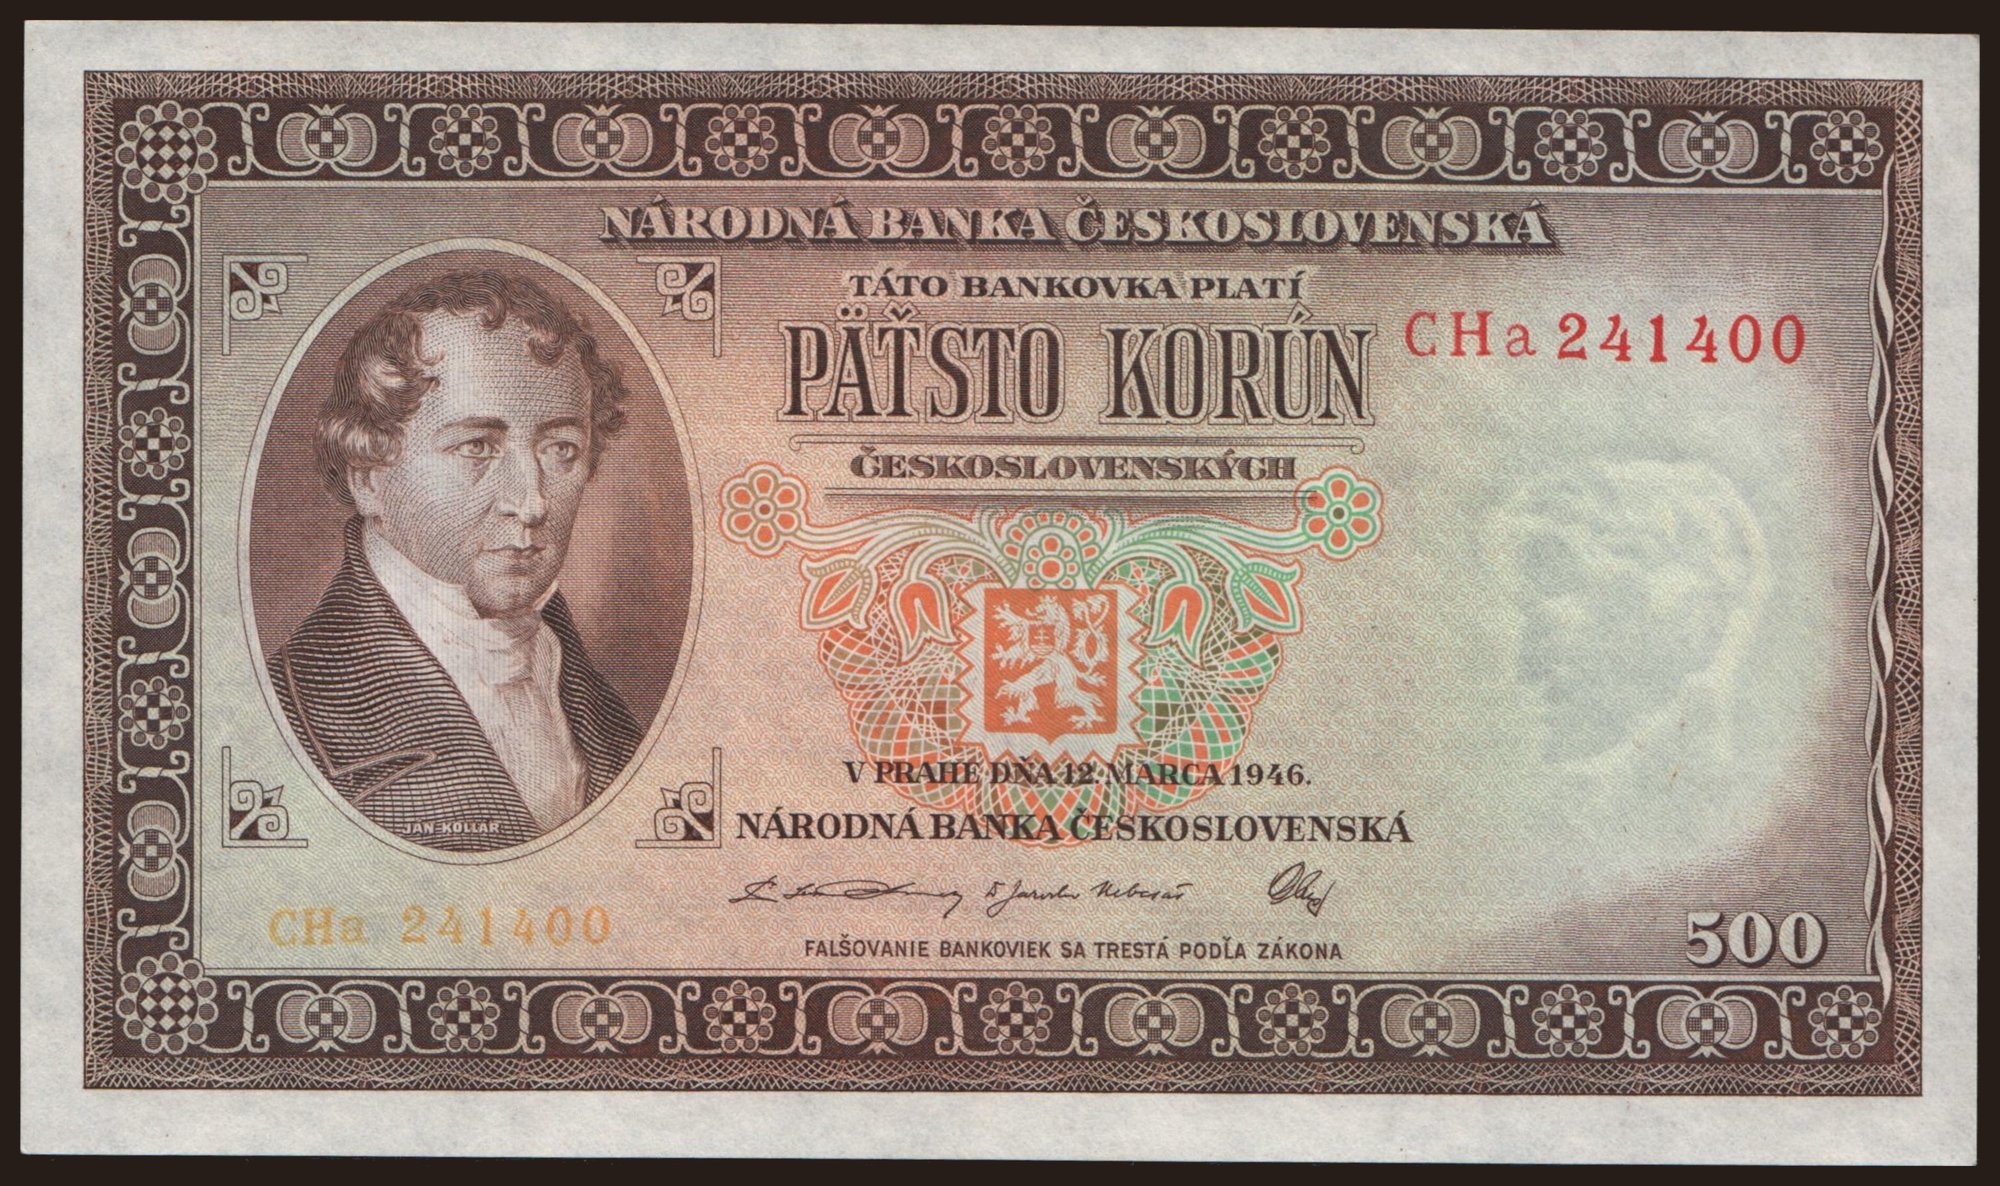 NÁRODNÁ BANKA ČESKOSLOVENSKÁ
TÁTO BANKOVKA PLATÍ
PÄŤSTO KORÚN
CHa 241400
ČESKOSLOVENSKÝCH
V PRAHE DŇA 12. MARCA 1946.
NÁRODNÁ BANKA ČESKOSLOVENSKÁ
JÁN KOLLÁR
CHa 241400
FALŠOVANIE BANKOVIEK SA TRESTÁ PODĽA ZÁKONA
500